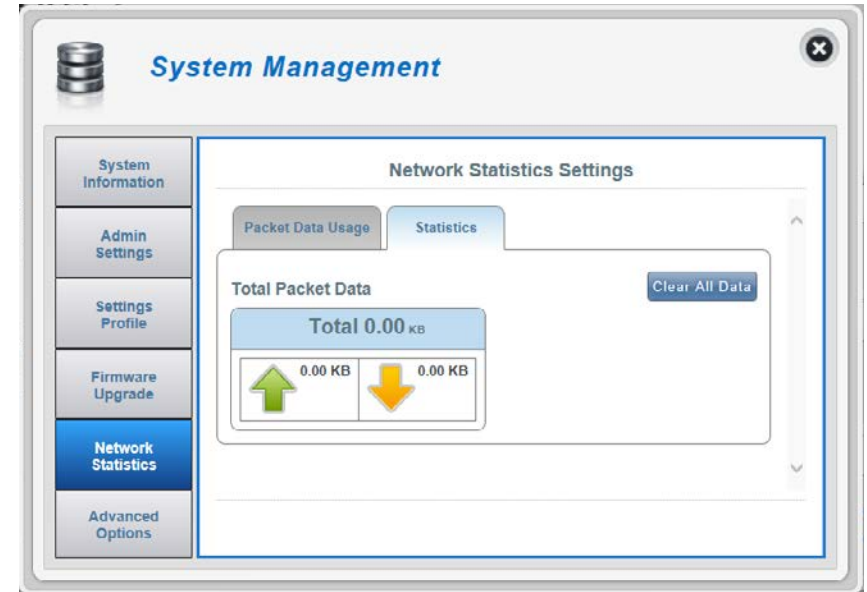 System Management
System
Information
Admin
Settings
Settings
Profile
Firmware
Upgrade
Network
Statistics
Advanced
Options
Network Statistics Settings
Packet Data Usage
Statistics
Total Packet Data
Clear All Data
Total 0.00 KB
0.00 KB
0.00 KB